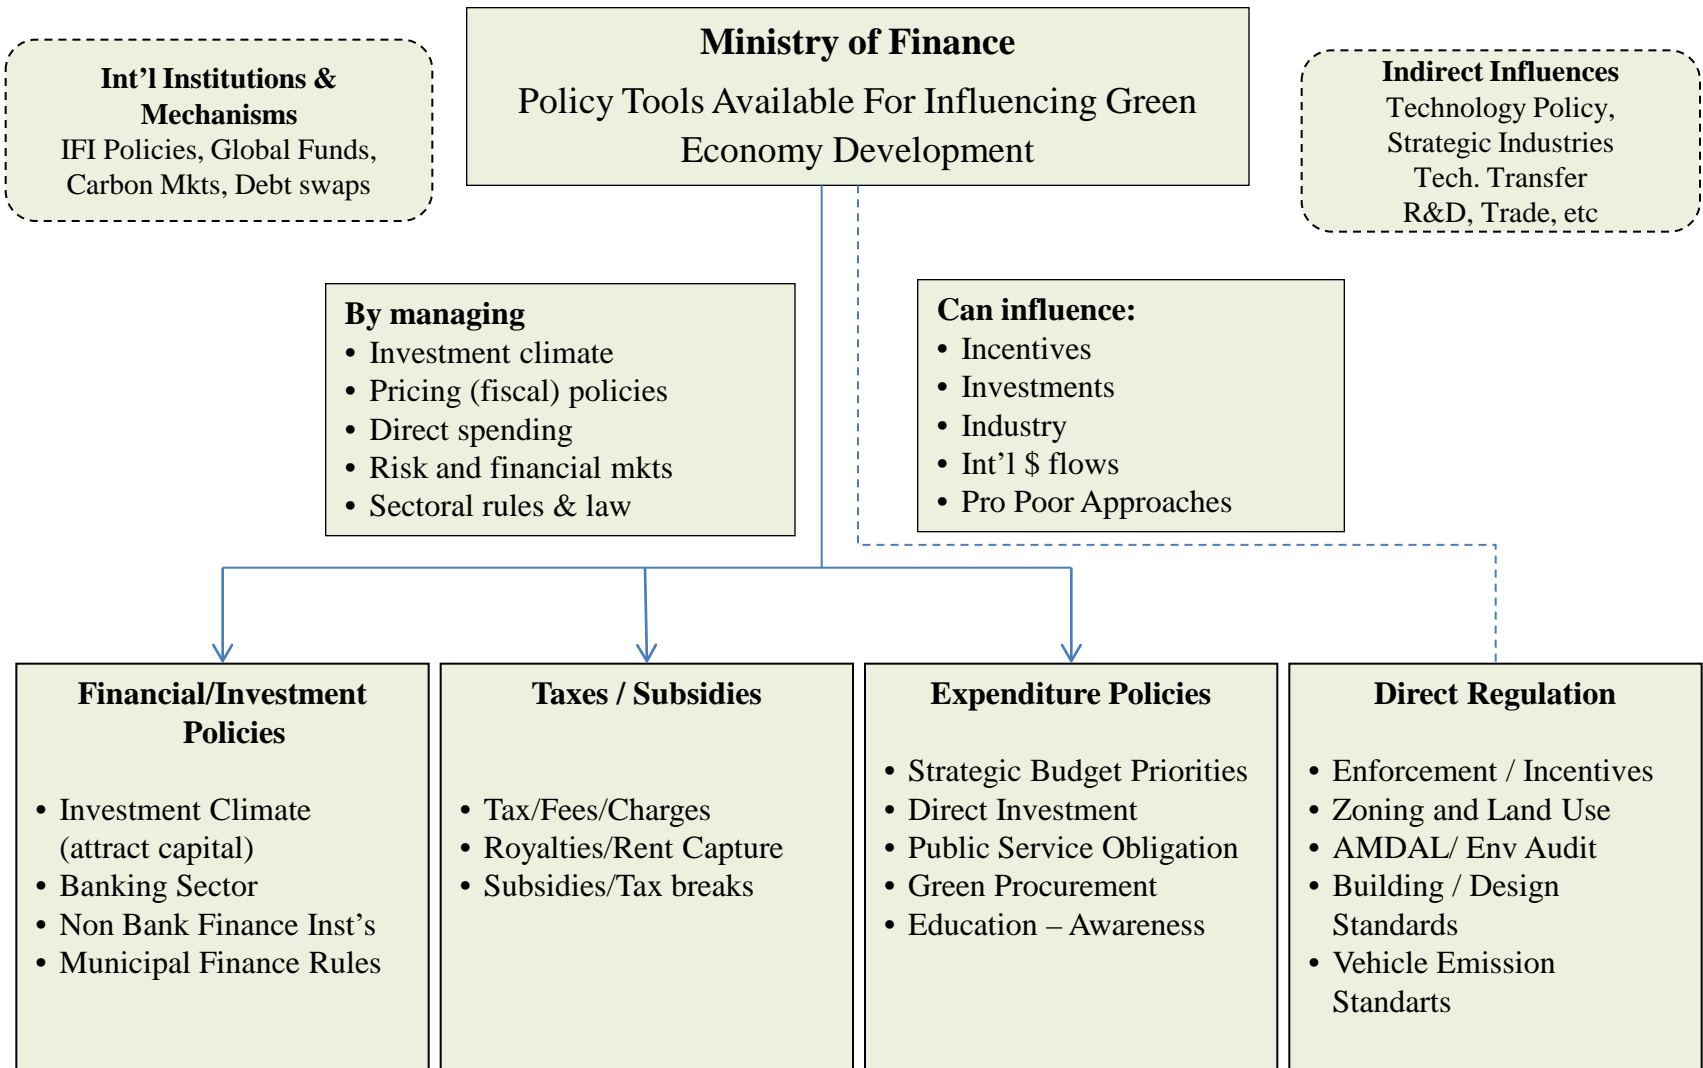 Ministry of Finance
Policy Tools Available For Influencing Green
Economy Development
Int’l Institutions &
Mechanisms
IFI Policies, Global Funds,
Carbon Mkts, Debt swaps
Indirect Influences
Technology Policy,
Strategic Industries
Tech. Transfer
R&D, Trade, etc
By managing
• Investment climate
• Pricing (fiscal) policies
• Direct spending
• Risk and financial mkts
• Sectoral rules & law
Can influence:
• Incentives
• Investments
• Industry
• Int’l $ flows
• Pro Poor Approaches
Financial/Investment
Policies
• Investment Climate
(attract capital)
• Banking Sector
• Non Bank Finance Inst’s
• Municipal Finance Rules
Taxes / Subsidies
• Tax/Fees/Charges
• Royalties/Rent Capture
• Subsidies/Tax breaks
Expenditure Policies
• Strategic Budget Priorities
• Direct Investment
• Public Service Obligation
• Green Procurement
• Education – Awareness
Direct Regulation
• Enforcement / Incentives
• Zoning and Land Use
• AMDAL/ Env Audit
• Building / Design
Standards
• Vehicle Emission
Standarts